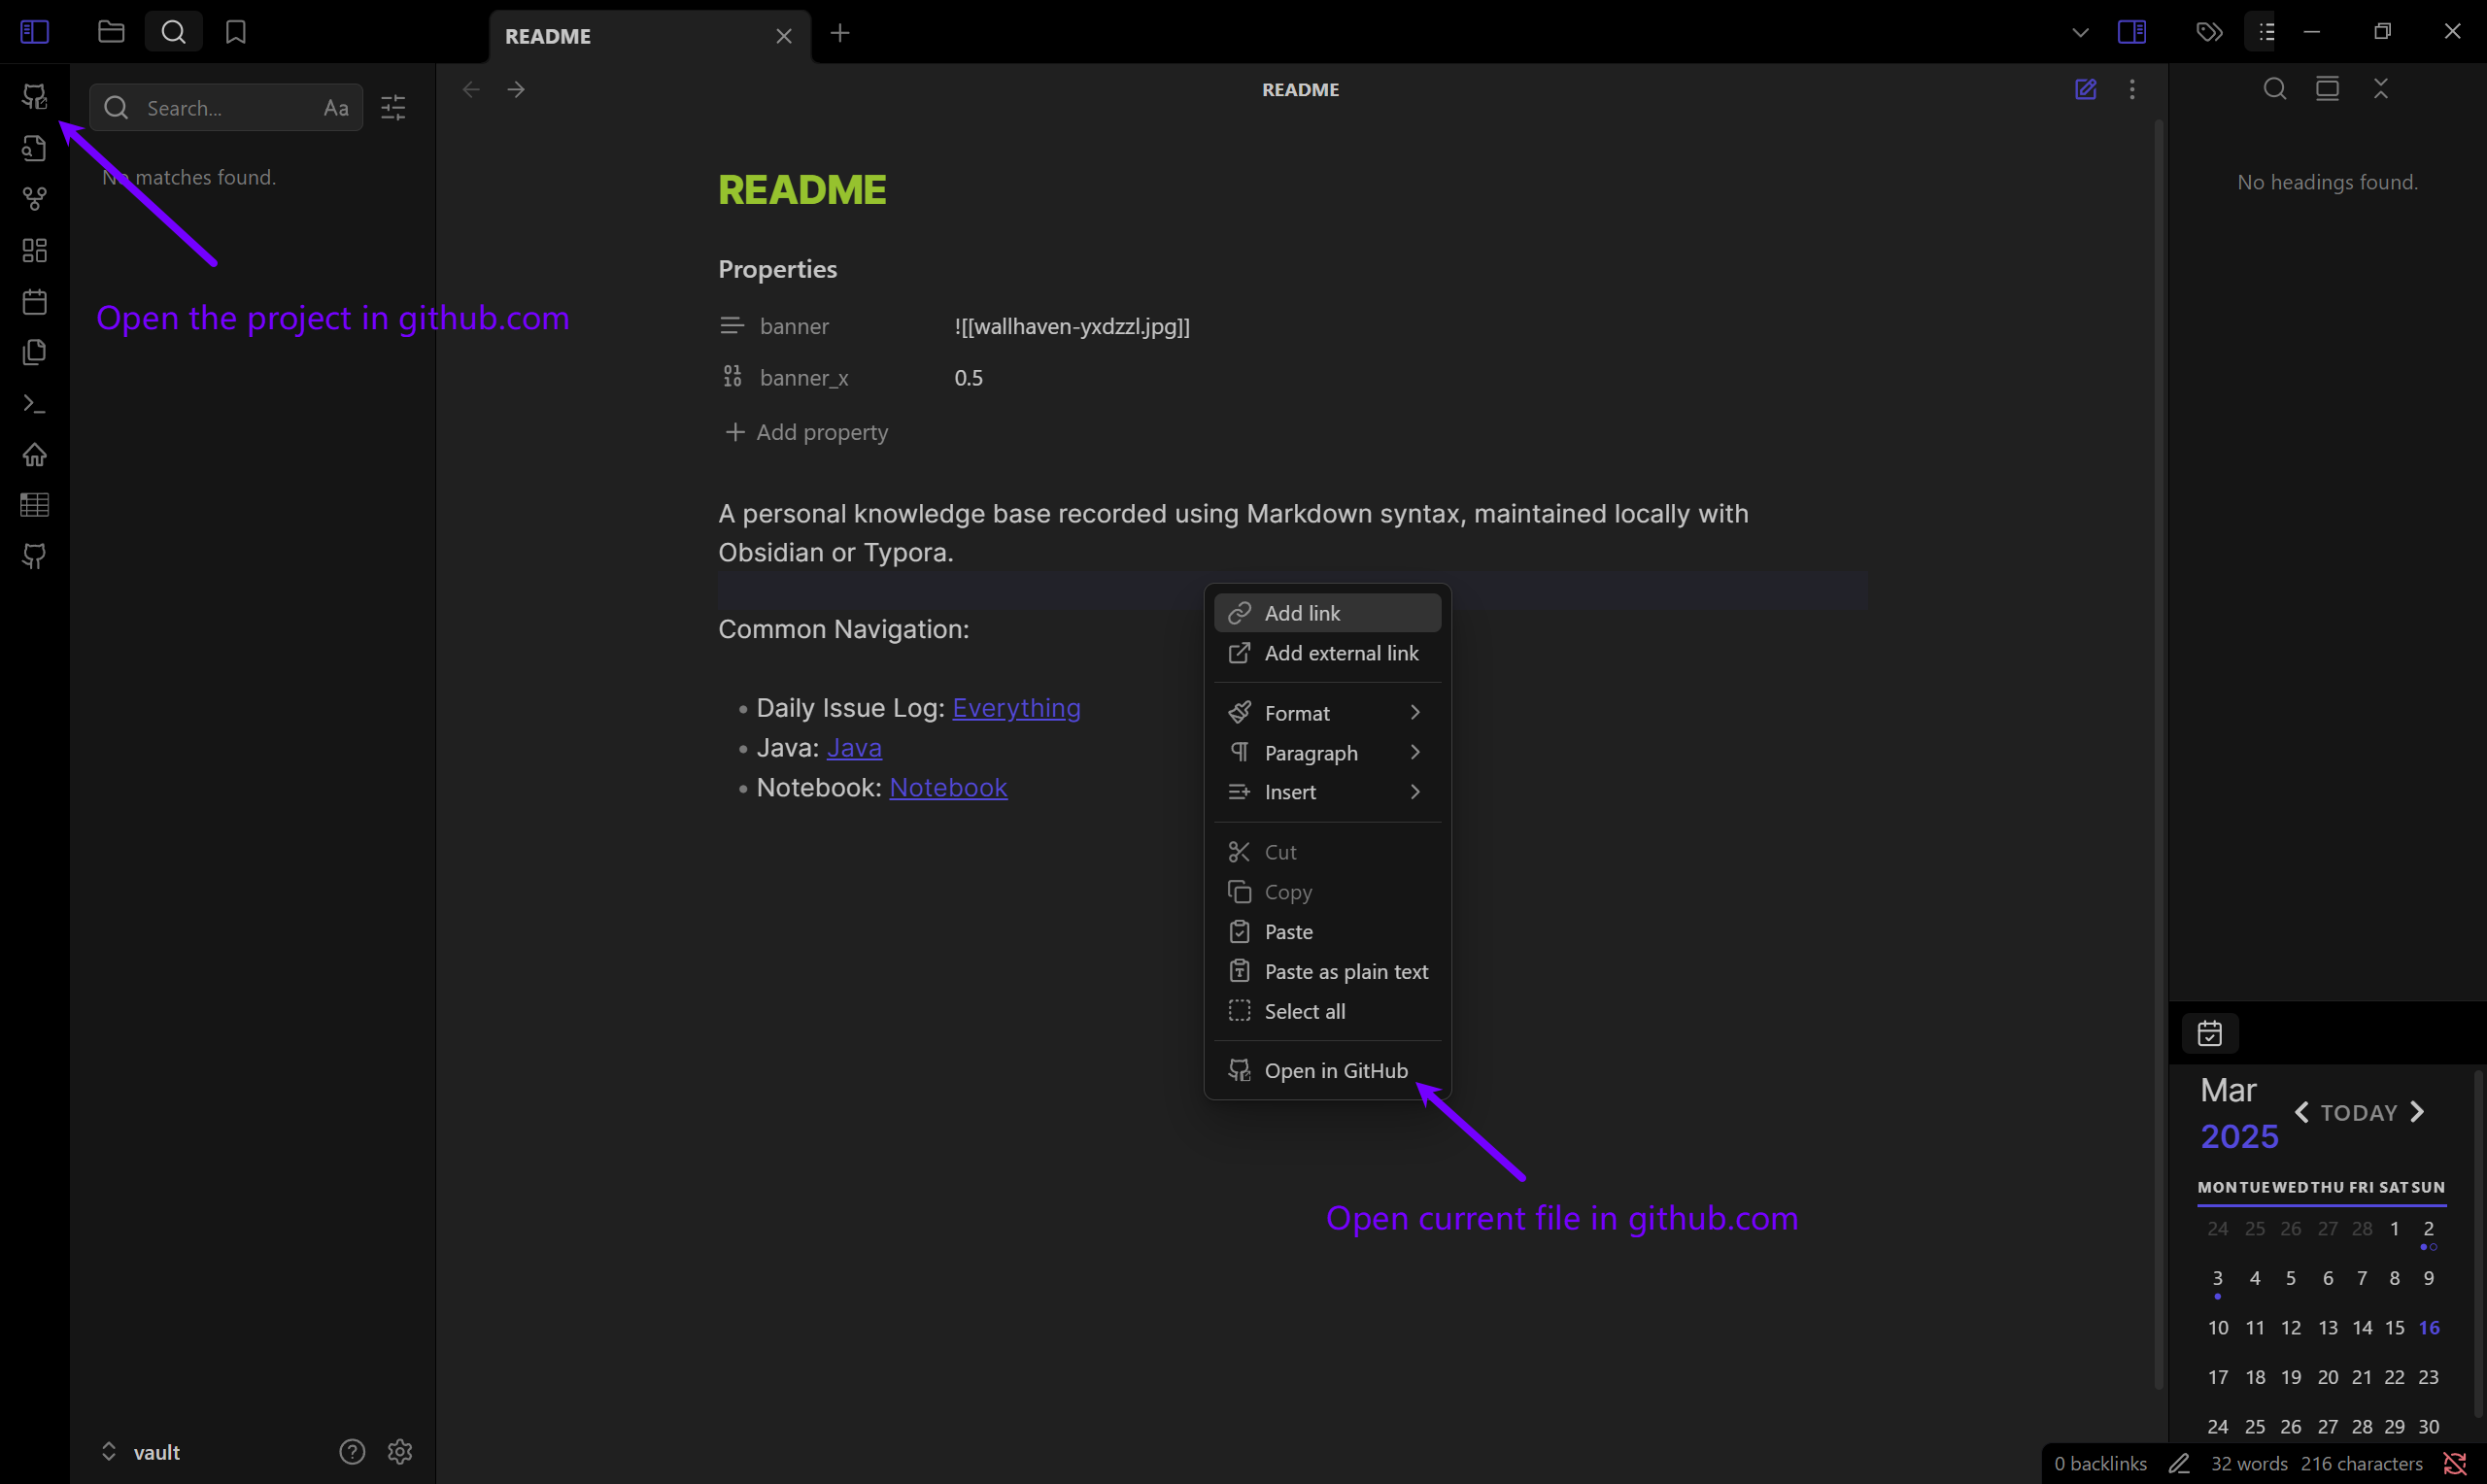 README
Search...
Aa
No matches found.
Open the project in github.com
vault
README
README
Properties
banner
![[wallhaven-yxdzzl.jpg]]
banner_x
0.5
Add property
A personal knowledge base recorded using Markdown syntax, maintained locally with
Obsidian or Typora.
Common Navigation:
Daily Issue Log: Everything
Java: Java
Notebook: Notebook
Add link
Add external link
Format
Paragraph
Insert
Cut
Copy
Paste
Paste as plain text
Select all
Open in GitHub
Open current file in github.com
No headings found.
Mar
2025
TODAY
MON TUE WED THU FRI SAT SUN
24 25 26 27 28 1 2
3 4 5 6 7 8 9
10 11 12 13 14 15 16
17 18 19 20 21 22 23
24 25 26 27 28 29 30
0 backlinks 32 words 216 characters